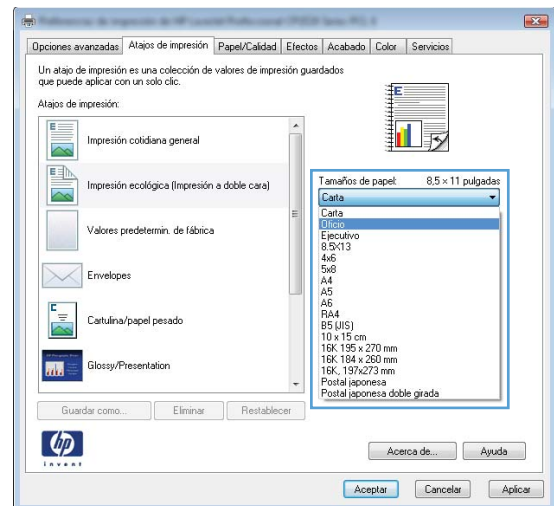 Opciones avanzadas
Atajos de impresión
Papel/Calidad
Efectos
Acabado
Color
Servicios
Un atajo de impresión es una colección de valores de impresión guardados
que puede aplicar con un solo clic.
Atajos de impresión:
Impresión cotidiana general
Impresión ecológica (Impresión a doble cara)
Valores predetermin. de fábrica
Envelopes
Cartulina/papel pesado
Glossy/Presentation
Guardar como...
Eliminar
Restablecer
Tamaños de papel:
8,5 × 11 pulgadas
Carta
Carta
Oficio
Ejecutivo
8.5X13
4x6
5x8
A4
A5
A6
RA4
B5 (JIS)
10 x 15 cm
16K 195 x 270 mm
16K 184 x 260 mm
16K, 197x273 mm
Postal japonesa
Postal japonesa doble girada
hp
invent
Acerca de...
Ayuda
Aceptar
Cancelar
Aplicar